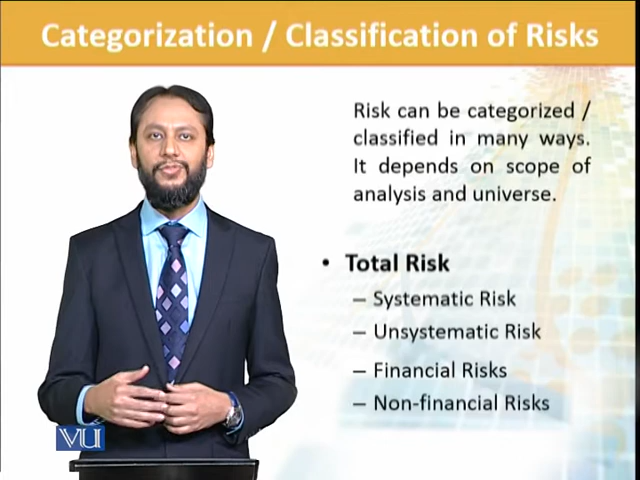 Categorization / Classification of Risks
Risk can be categorized /
classified in many ways.
It depends on scope of
analysis and universe.
• Total Risk
– Systematic Risk
– Unsystematic Risk
– Financial Risks
– Non-financial Risks
VU